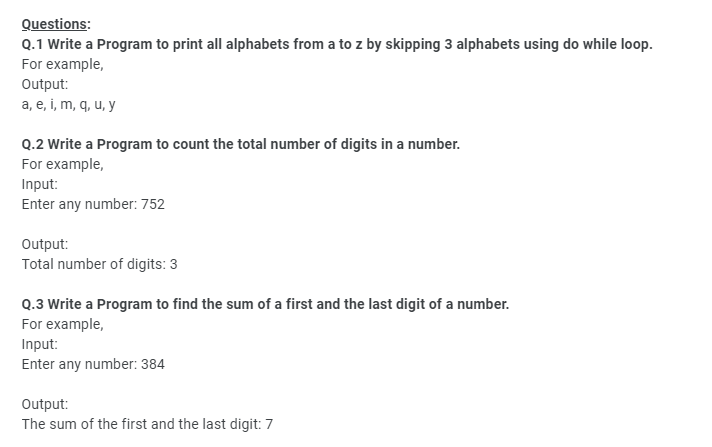 Questions:
Q.1 Write a Program to print all alphabets from a to z by skipping 3 alphabets using do while loop.
For example,
Output:
a, e, i, m, q, u, y
Q.2 Write a Program to count the total number of digits in a number.
For example,
Input:
Enter any number: 752
Output:
Total number of digits: 3
Q.3 Write a Program to find the sum of a first and the last digit of a number.
For example,
Input:
Enter any number: 384
Output:
The sum of the first and the last digit: 7